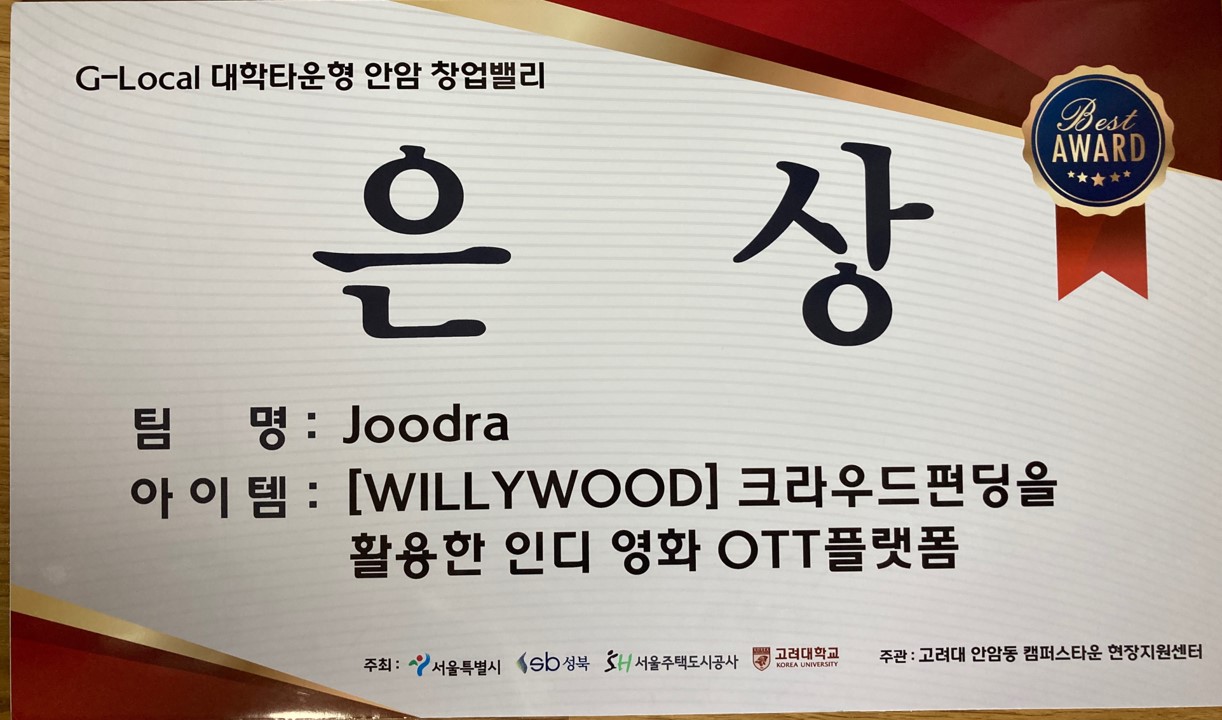 G-Local 대학타운형 안암 창업밸리
Best
AWARD
은 상
팀 명 : Joodra
아이템 : [WILLYWOOD] 크라우드펀딩을
활용한 인디 영화 OTT플랫폼
주최 : 서울특별시 sb성북 SH서울주택도시공사 고려대학교 KOREA UNIVERSITY 주관 : 고려대 안암동 캠퍼스타운 현장지원센터